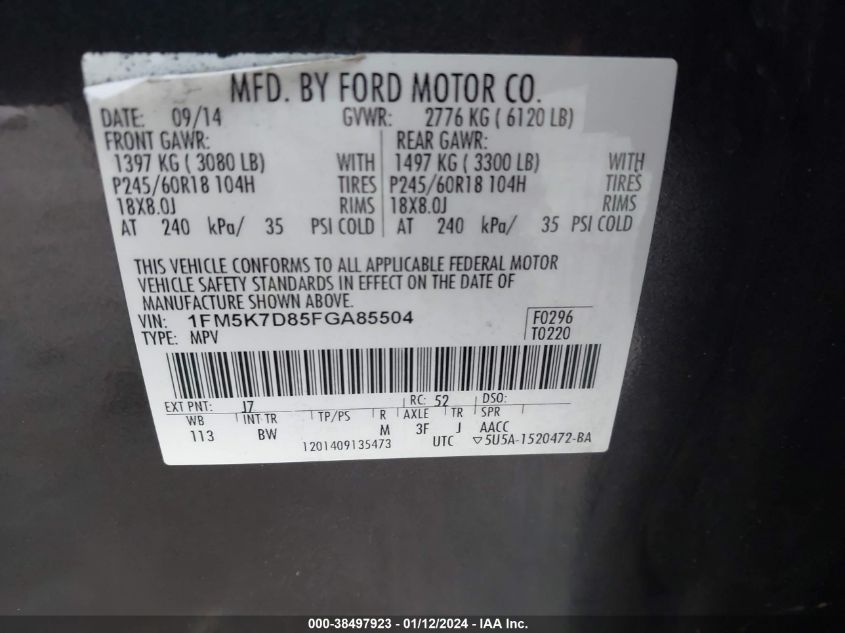 MFD. BY FORD MOTOR CO.
DATE: 09/14 GVWR: 2776 KG ( 6120 LB)
FRONT GAWR: REAR GAWR:
1397 KG ( 3080 LB) WITH 1497 KG ( 3300 LB) WITH
P245/60R18 104H TIRES P245/60R18 104H TIRES
18X8.0J RIMS 18X8.0J RIMS
AT 240 kPa/ 35 PSI COLD AT 240 kPa/ 35 PSI COLD
THIS VEHICLE CONFORMS TO ALL APPLICABLE FEDERAL MOTOR
VEHICLE SAFETY STANDARDS IN EFFECT ON THE DATE OF
MANUFACTURE SHOWN ABOVE.
VIN: 1FM5K7D85FGA85504 F0296
TYPE: MPV T0220
EXT PNT: J7 RC: 52 DSO:
WB INT TR TP/PS R AXLE TR SPR
113 BW M 3F J AACC
1201409135473 UTC ▽5U5A-1520472-BA
000-38497923 - 01/12/2024 - IAAI Inc.